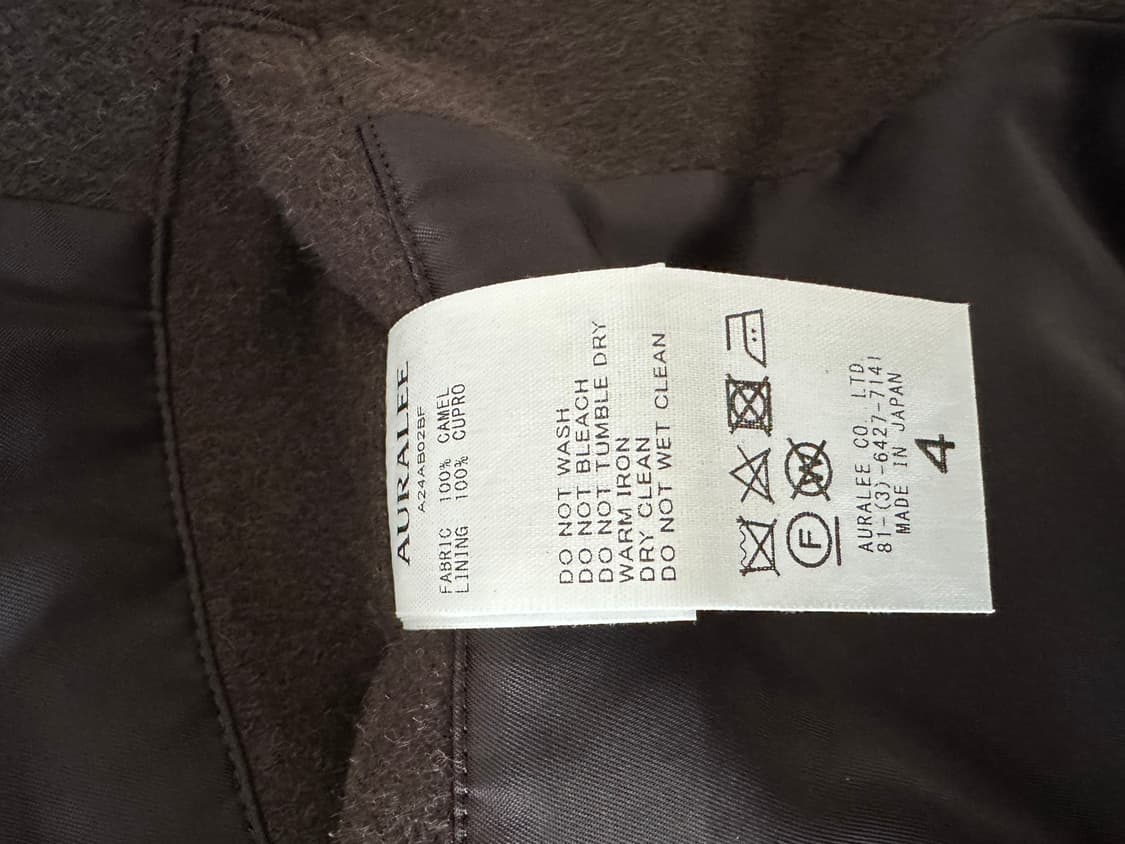 AURALEE
A24AB02BF
FABRIC 100% CAMEL
LINING 100% CUPRO
DO NOT WASH
DO NOT BLEACH
DO NOT TUMBLE DRY
WARM IRON
DRY CLEAN
DO NOT WET CLEAN
F
W
AURALEE CO. LTD.
81-(3)-6427-7141
MADE IN JAPAN
4